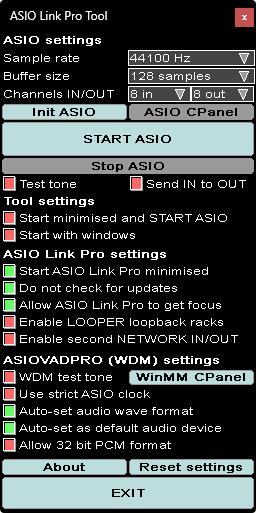 ASIO Link Pro Tool x
ASIO settings
Sample rate 44100 Hz
Buffer size 128 samples
Channels IN/OUT 8 in 8 out
Init ASIO ASIO CPanel
START ASIO
Stop ASIO
Test tone Send IN to OUT
Tool settings
Start minimised and START ASIO
Start with windows
ASIO Link Pro settings
Start ASIO Link Pro minimised
Do not check for updates
Allow ASIO Link Pro to get focus
Enable LOOPER loopback racks
Enable second NETWORK IN/OUT
ASIOVADPRO (WDM) settings
WDM test tone WinMM CPanel
Use strict ASIO clock
Auto-set audio wave format
Auto-set as default audio device
Allow 32 bit PCM format
About Reset settings
EXIT